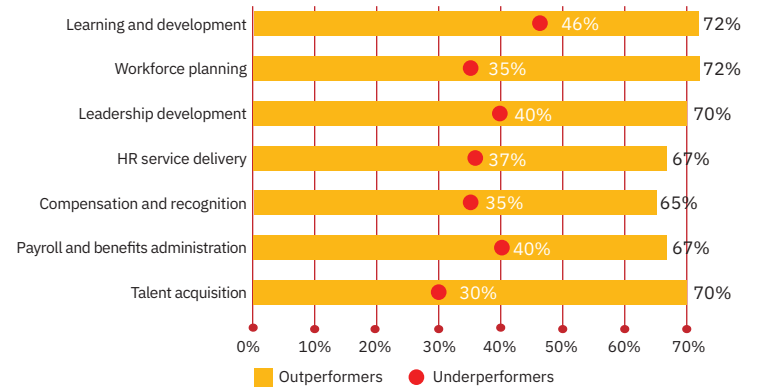 Learning and development 46% 72%
Workforce planning 35% 72%
Leadership development 40% 70%
HR service delivery 37% 67%
Compensation and recognition 35% 65%
Payroll and benefits administration 40% 67%
Talent acquisition 30% 70%
0% 10% 20% 30% 40% 50% 60% 70%
Outperformers Underperformers